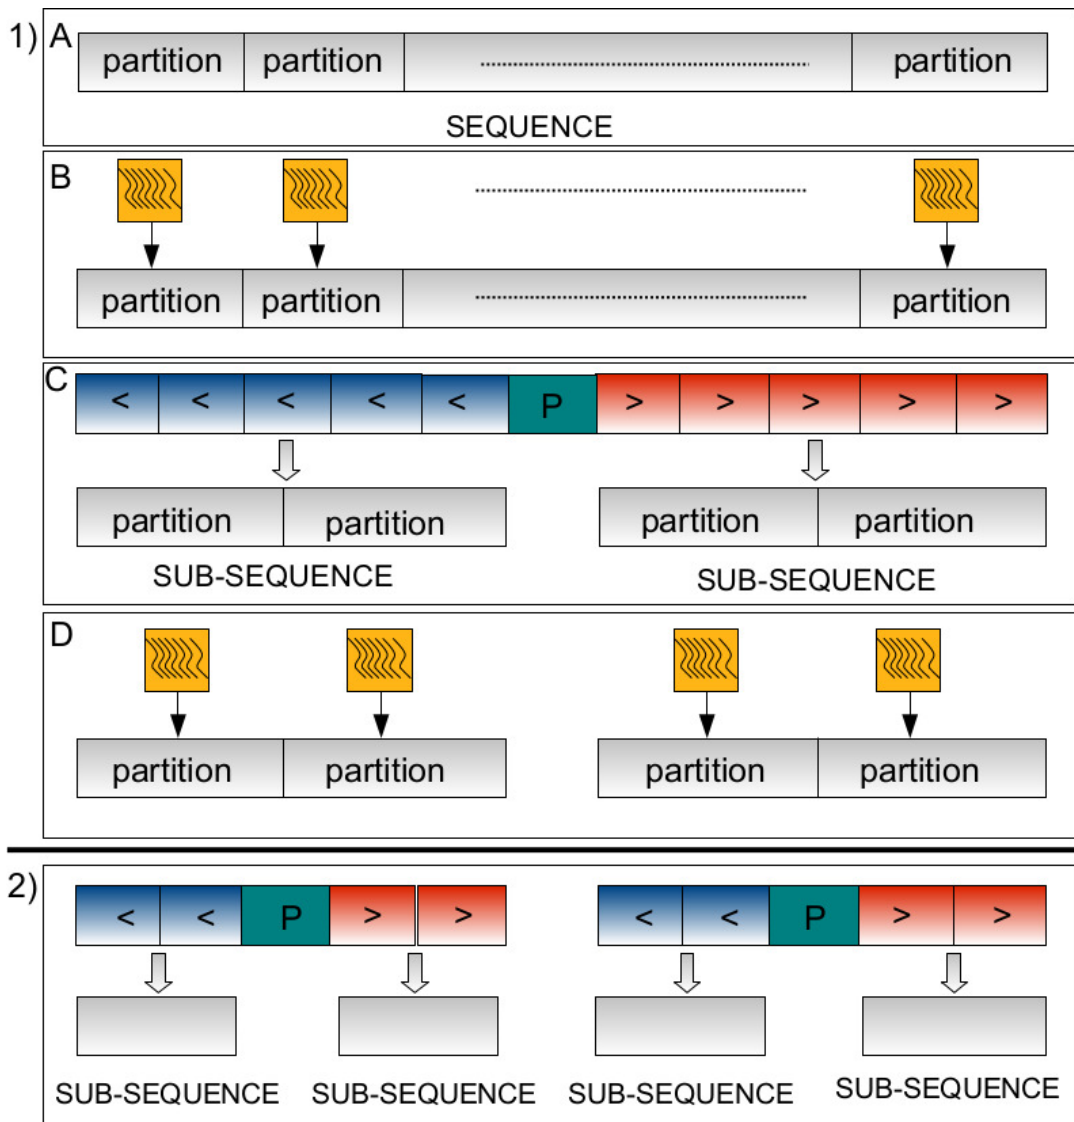 1) A
partition partition partition
SEQUENCE
B
partition partition partition
C < < < < < P > > > > >
partition partition partition partition
SUB-SEQUENCE SUB-SEQUENCE
D
partition partition partition partition
2)
< < P > > < < P > >
SUB-SEQUENCE SUB-SEQUENCE SUB-SEQUENCE SUB-SEQUENCE